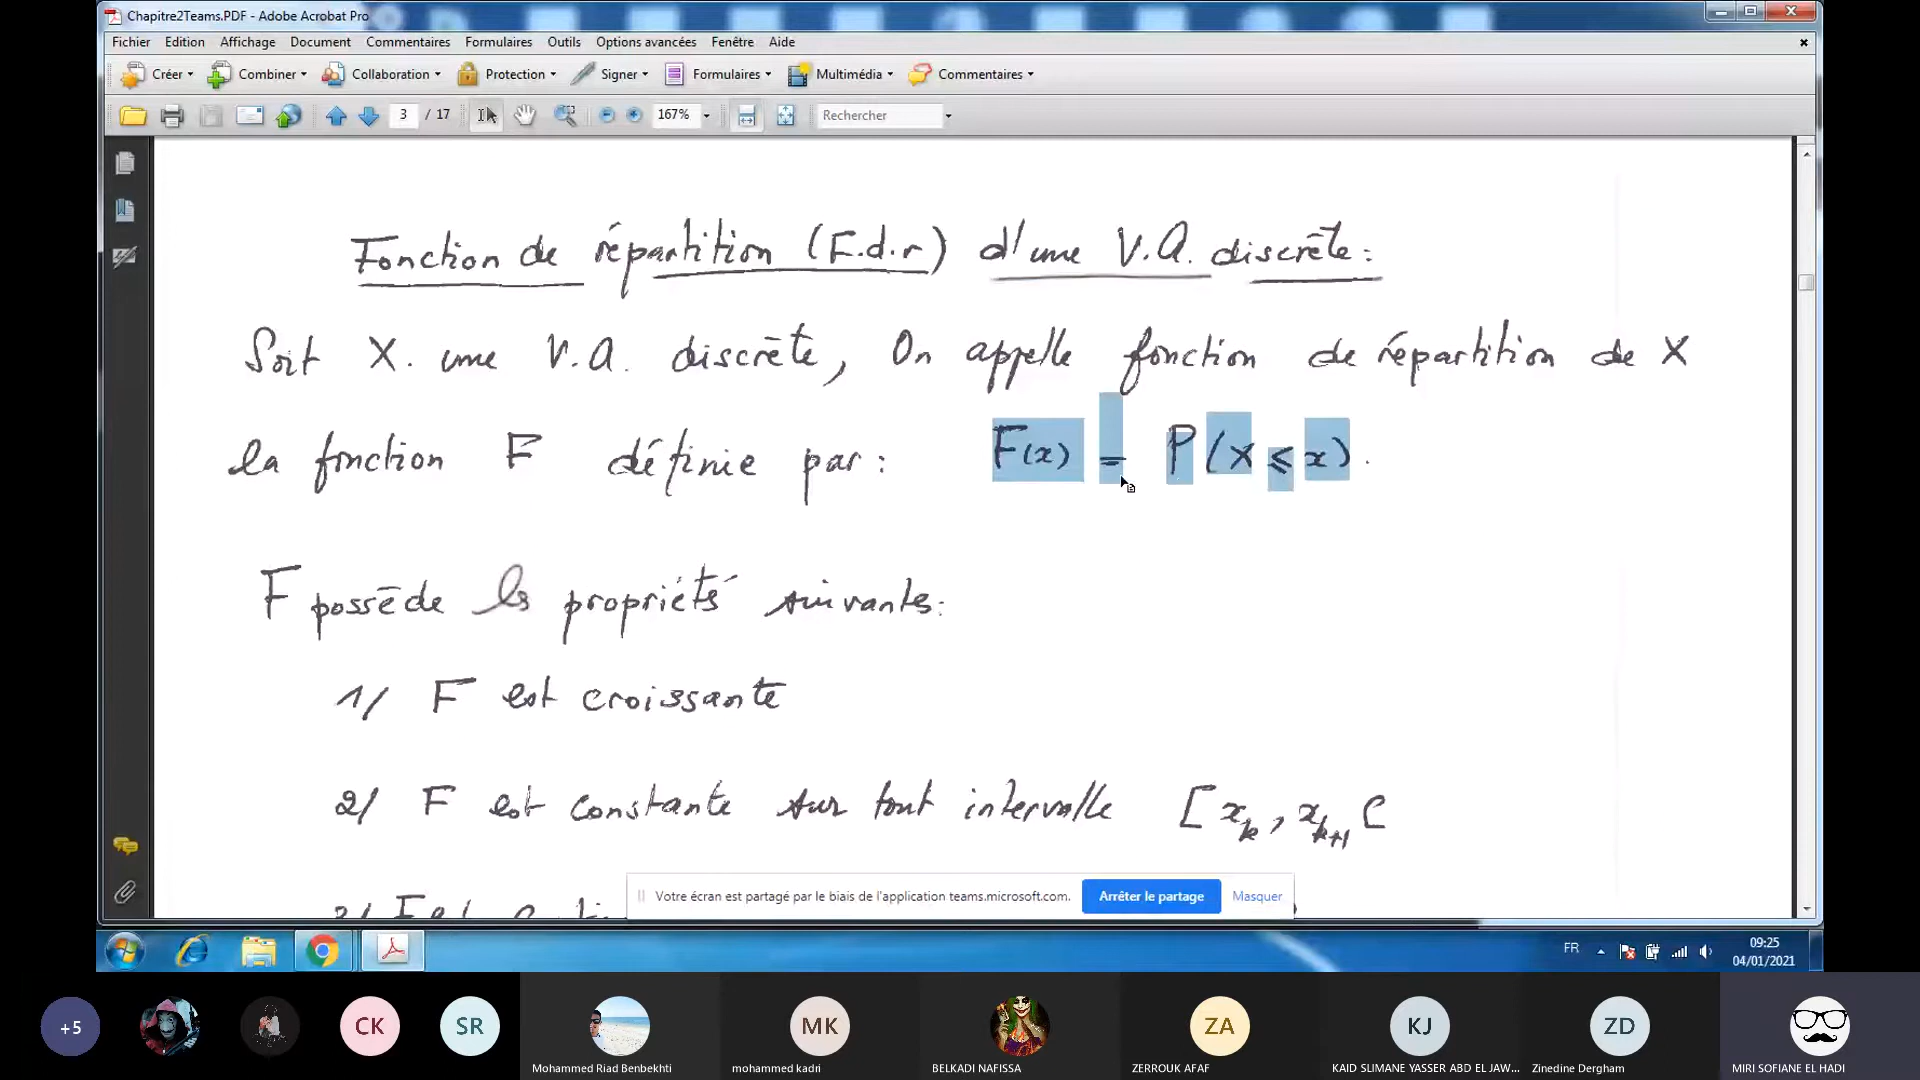 Chapitre2Teams.PDF - Adobe Acrobat Pro
Fichier Edition Affichage Document Commentaires Formulaires Outils Options avancées Fenêtre Aide
Créer Combiner Collaboration Protection Signer Formulaires Multimédia Commentaires
3 / 17 167% Rechercher
Fonction de répartition (F.d.r) d'une V.A. discrète:
Soit X. une V.A. discrète, On appelle fonction de répartition de X
la fonction F définie par: F(x) = P(X ⩽ x).
F possède les propriétés suivantes:
1/ F est croissante
2/ F est constante sur tout intervalle [x_k, x_{k+1} [
3/ F est
Votre écran est partagé par le biais de l'application teams.microsoft.com. Arrêter le partage Masquer
FR 09:25
04/01/2021
+5 CK SR MK ZA KJ ZD
Mohammed Riad Benbekhti mohammed kadri BELKADI NAFISSA ZERROUK AFAF KAID SLIMANE YASSER ABD EL JAW... Zinedine Dergham MIRI SOFIANE EL HADI